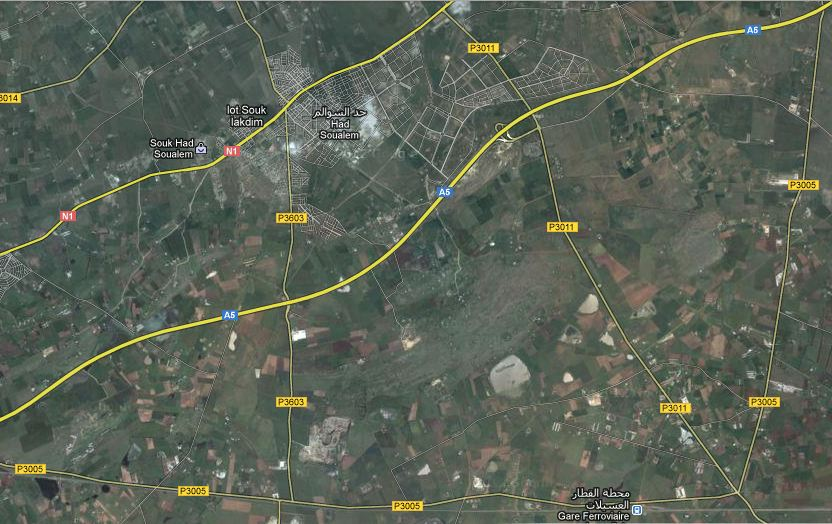 A5
P3011
3014
lot Souk
lakdim
حد السوالم
Had
Soualem
Souk Had
Soualem
N1
A5
P3005
N1
P3603
P3011
A5
P3603
P3011
P3005
P3005
P3005
P3005
محطة القطار
العسيلات
Gare Ferroviaire